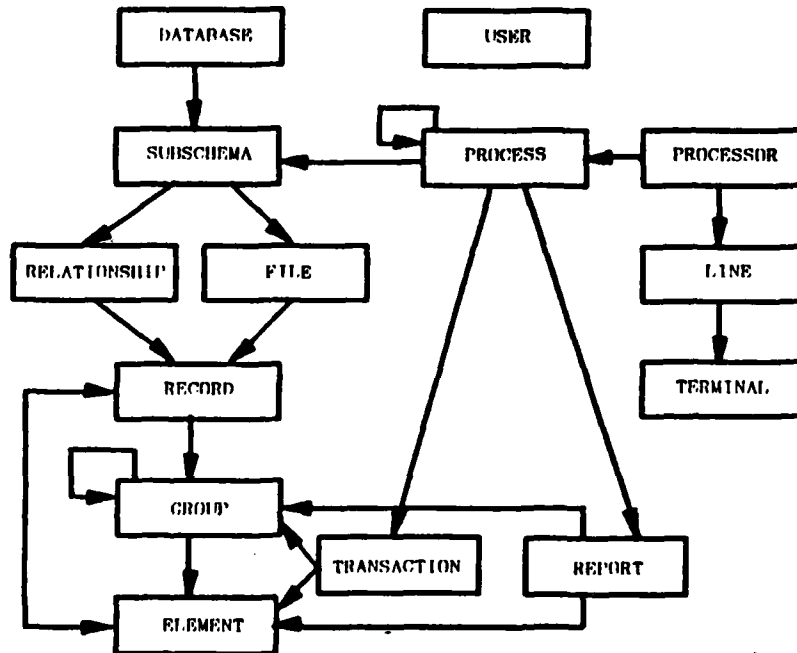 DATABASE
USER
SUBSCHEMA
PROCESS
PROCESSOR
RELATIONSHIP
FILE
LINE
RECORD
TERMINAL
GROUP
TRANSACTION
REPORT
ELEMENT